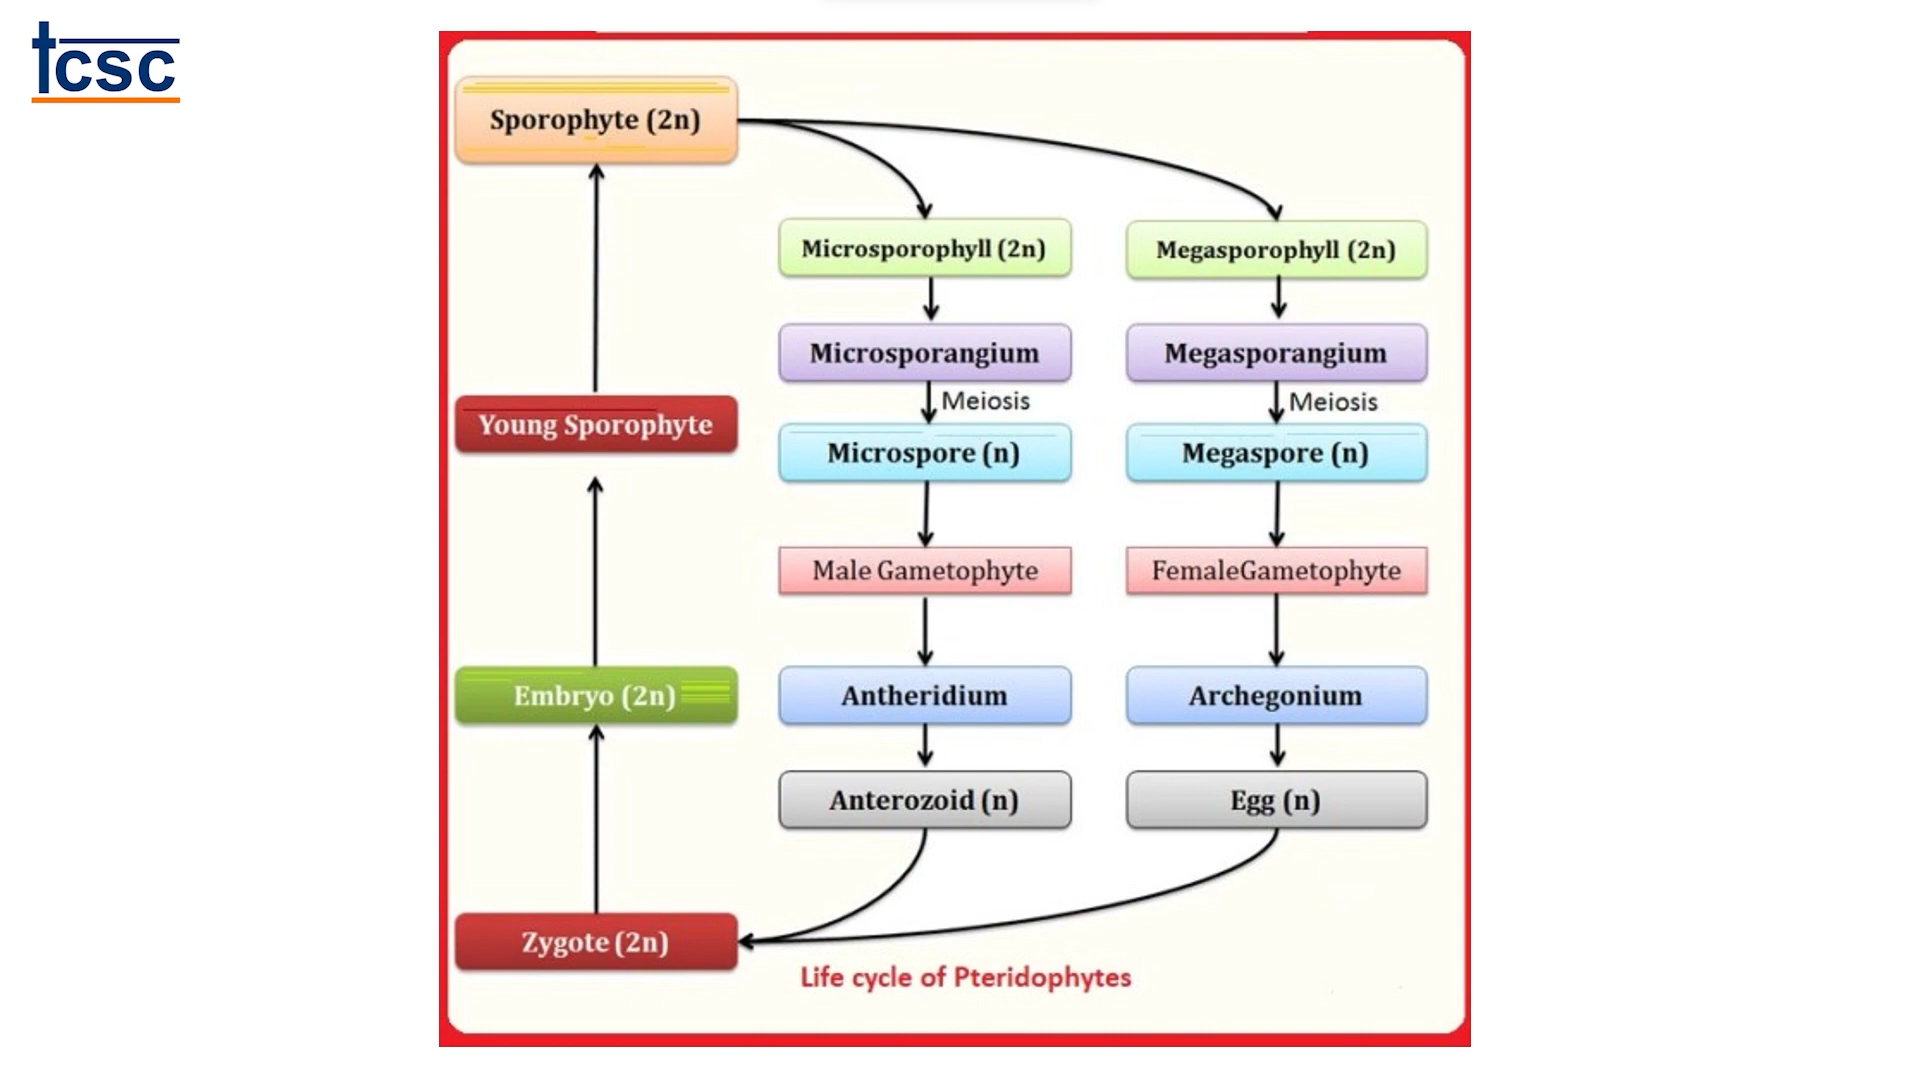 tcsc
Sporophyte (2n)
Microsporophyll (2n)
Megasporophyll (2n)
Microsporangium
Megasporangium
Meiosis
Meiosis
Young Sporophyte
Microspore (n)
Megaspore (n)
Male Gametophyte
FemaleGametophyte
Embryo (2n)
Antheridium
Archegonium
Anterozoid (n)
Egg (n)
Zygote (2n)
Life cycle of Pteridophytes